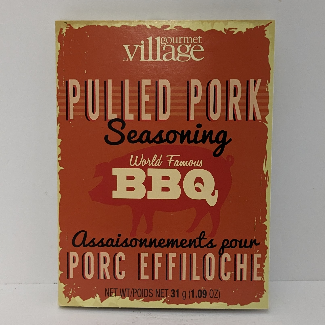 gourmet
village
PULLED PORK
Seasoning
World Famous
BBQ
Assaisonnements pour
PORC EFFILOCHÉ
NET WT/POIDS NET 31 g (1.09 OZ)